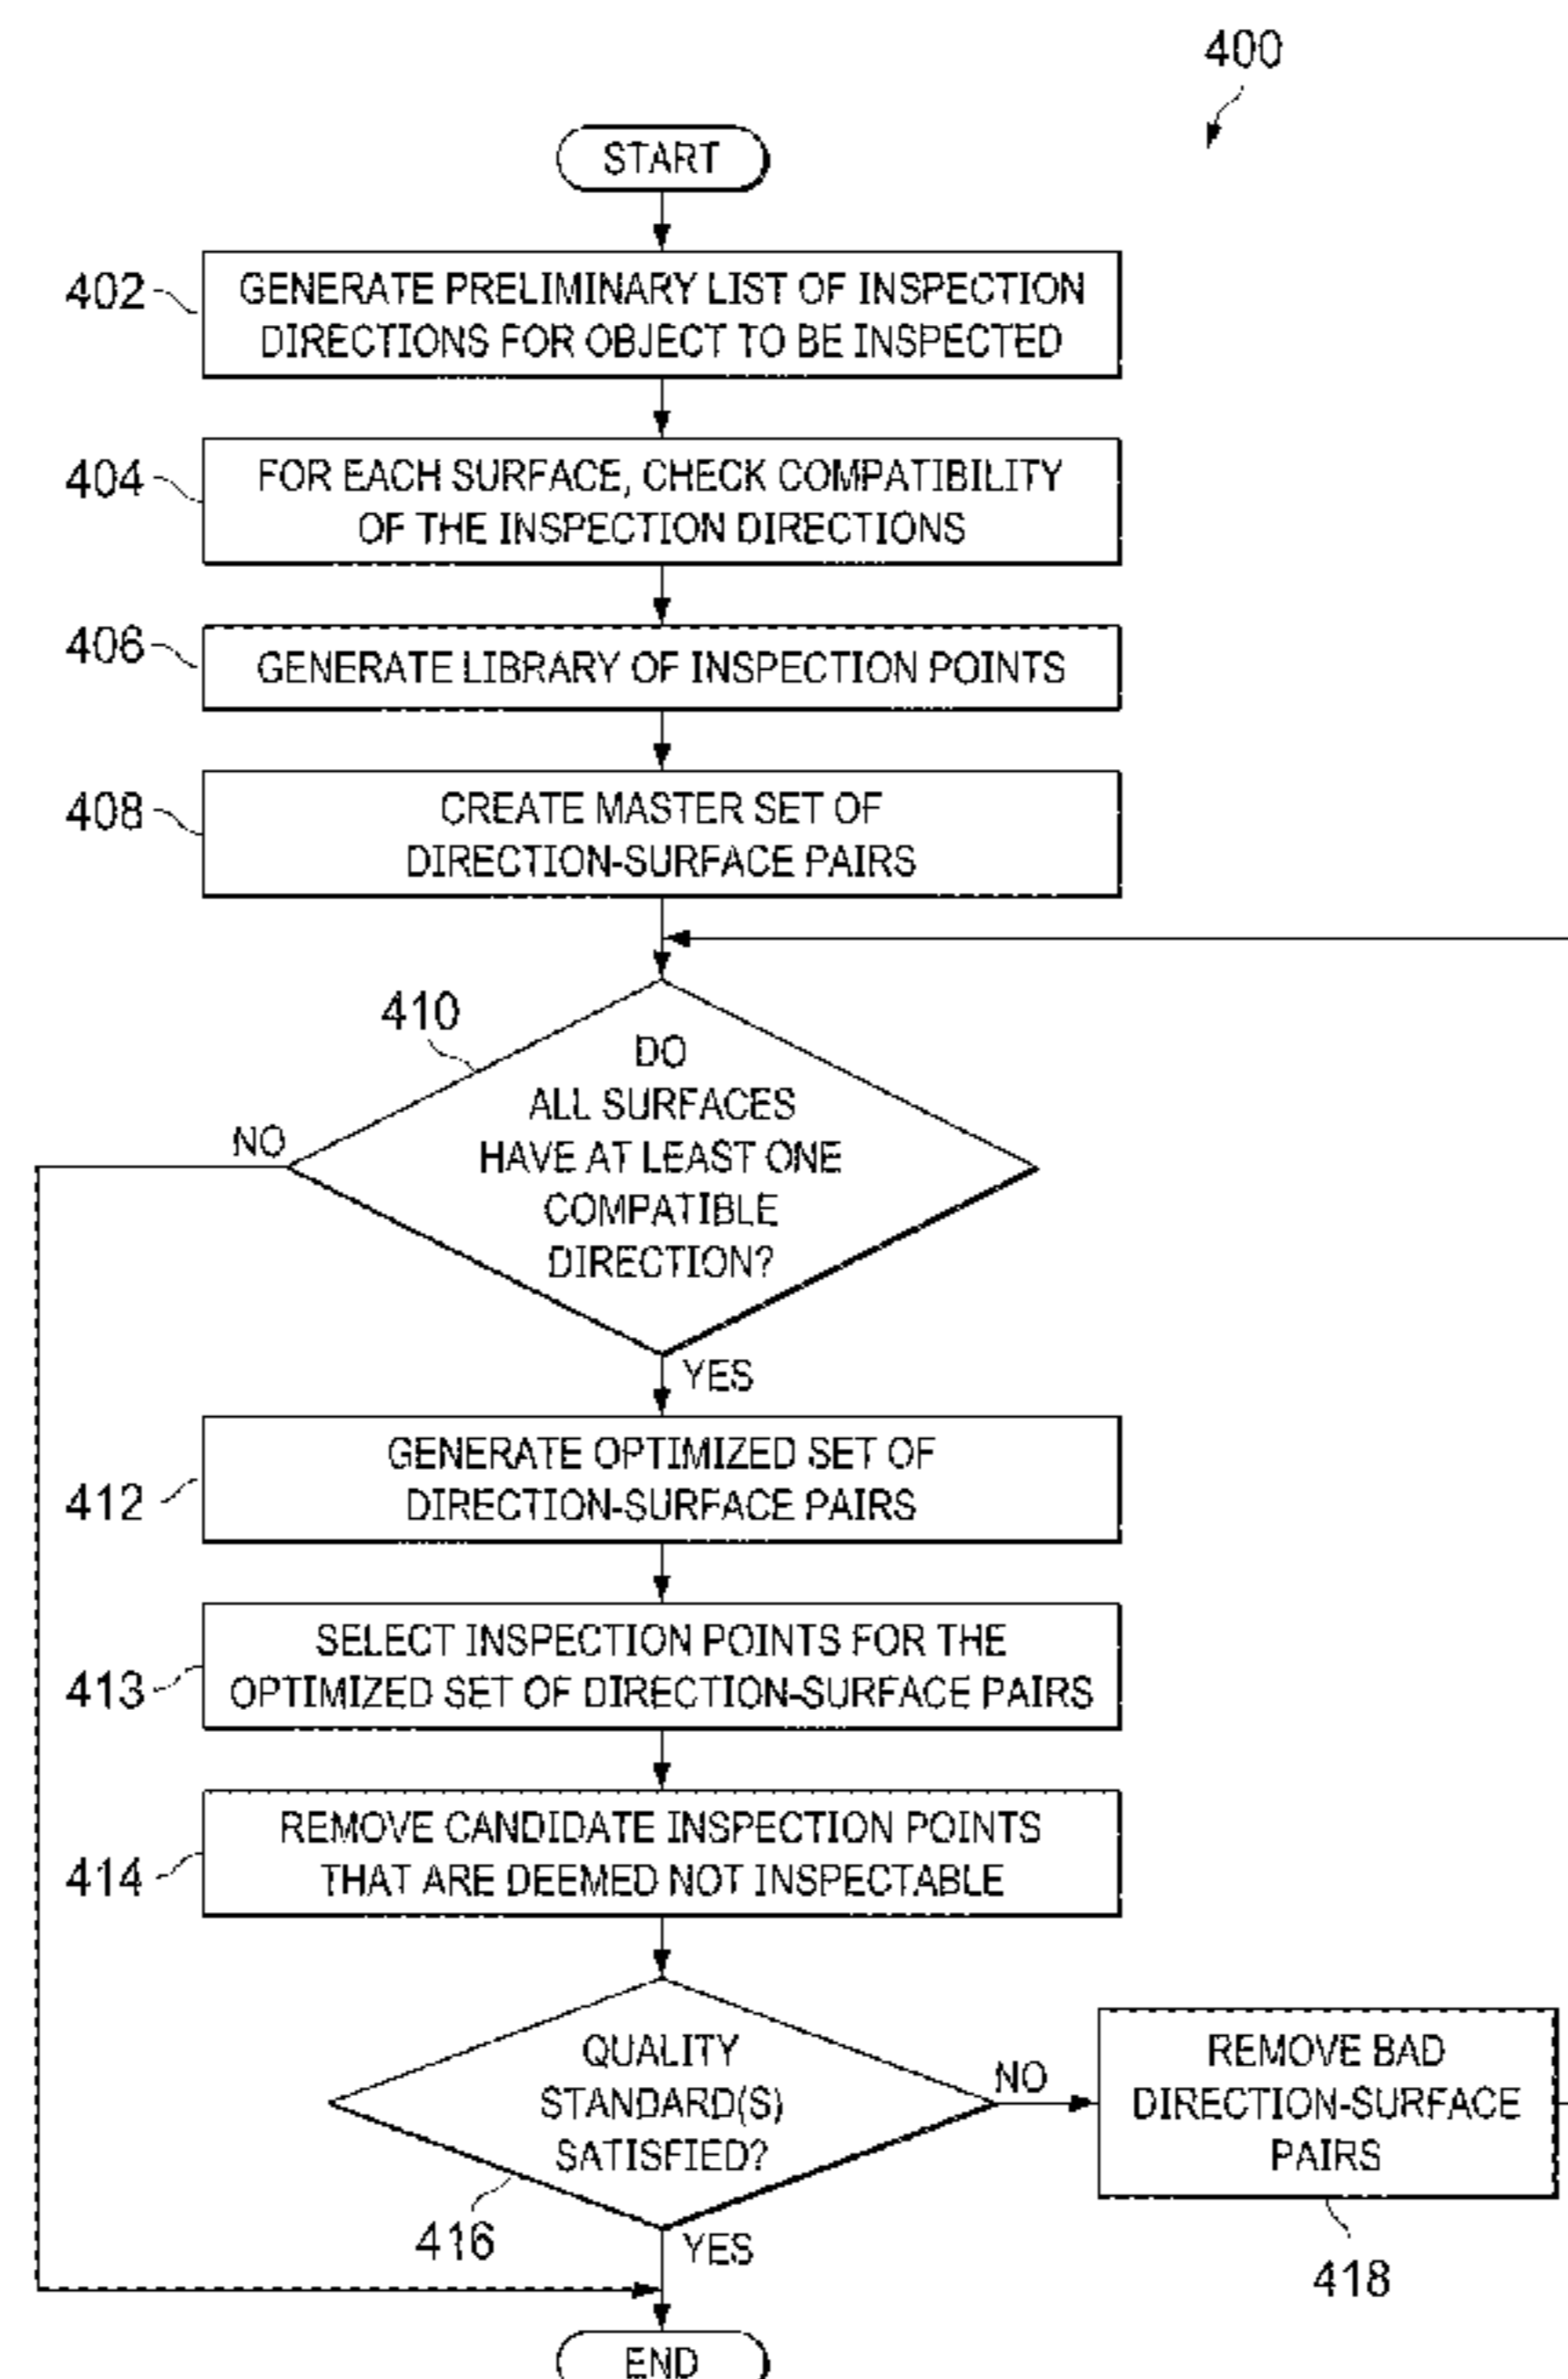 400
START
402
GENERATE PRELIMINARY LIST OF INSPECTION
DIRECTIONS FOR OBJECT TO BE INSPECTED
404
FOR EACH SURFACE, CHECK COMPATIBILITY
OF THE INSPECTION DIRECTIONS
406
GENERATE LIBRARY OF INSPECTION POINTS
408
CREATE MASTER SET OF
DIRECTION-SURFACE PAIRS
410
DO
ALL SURFACES
HAVE AT LEAST ONE
COMPATIBLE
DIRECTION?
NO
YES
412
GENERATE OPTIMIZED SET OF
DIRECTION-SURFACE PAIRS
413
SELECT INSPECTION POINTS FOR THE
OPTIMIZED SET OF DIRECTION-SURFACE PAIRS
414
REMOVE CANDIDATE INSPECTION POINTS
THAT ARE DEEMED NOT INSPECTABLE
QUALITY
STANDARD(S)
SATISFIED?
416
NO
REMOVE BAD
DIRECTION-SURFACE
PAIRS
418
YES
END